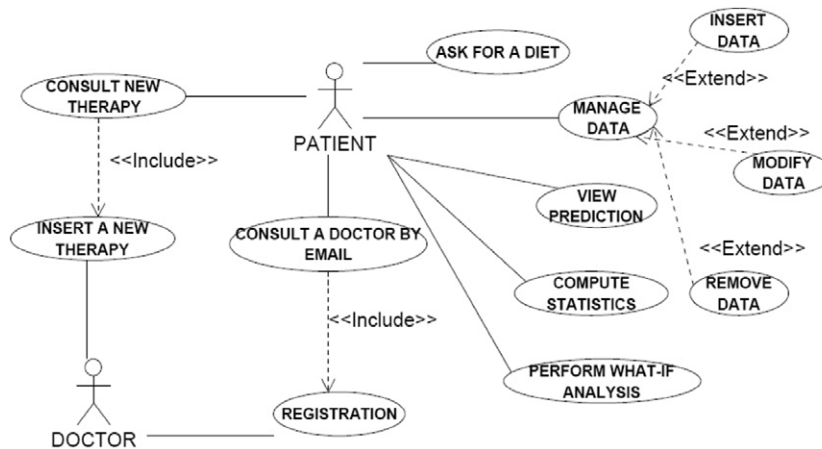 INSERT
DATA
ASK FOR A DIET
<<Extend>>
CONSULT NEW
THERAPY
MANAGE
DATA
<<Extend>>
PATIENT
<<Include>>
MODIFY
DATA
VIEW
PREDICTION
INSERT A NEW
THERAPY
CONSULT A DOCTOR BY
EMAIL
<<Extend>>
COMPUTE
STATISTICS
REMOVE
DATA
<<Include>>
PERFORM WHAT-IF
ANALYSIS
REGISTRATION
DOCTOR